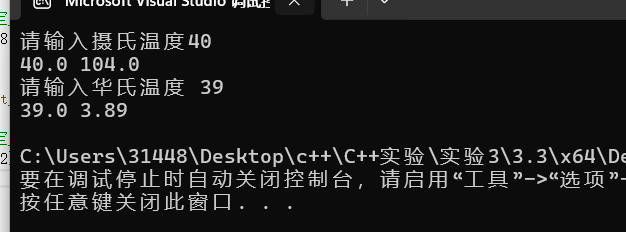 Microsoft Visual Studio 调试
请输入摄氏温度40
40.0 104.0
请输入华氏温度 39
39.0 3.89
C:\Users\31448\Desktop\c++\C++实验\实验3\3.3\x64\De
要在调试停止时自动关闭控制台，请启用“工具”->“选项”-
按任意键关闭此窗口. . .